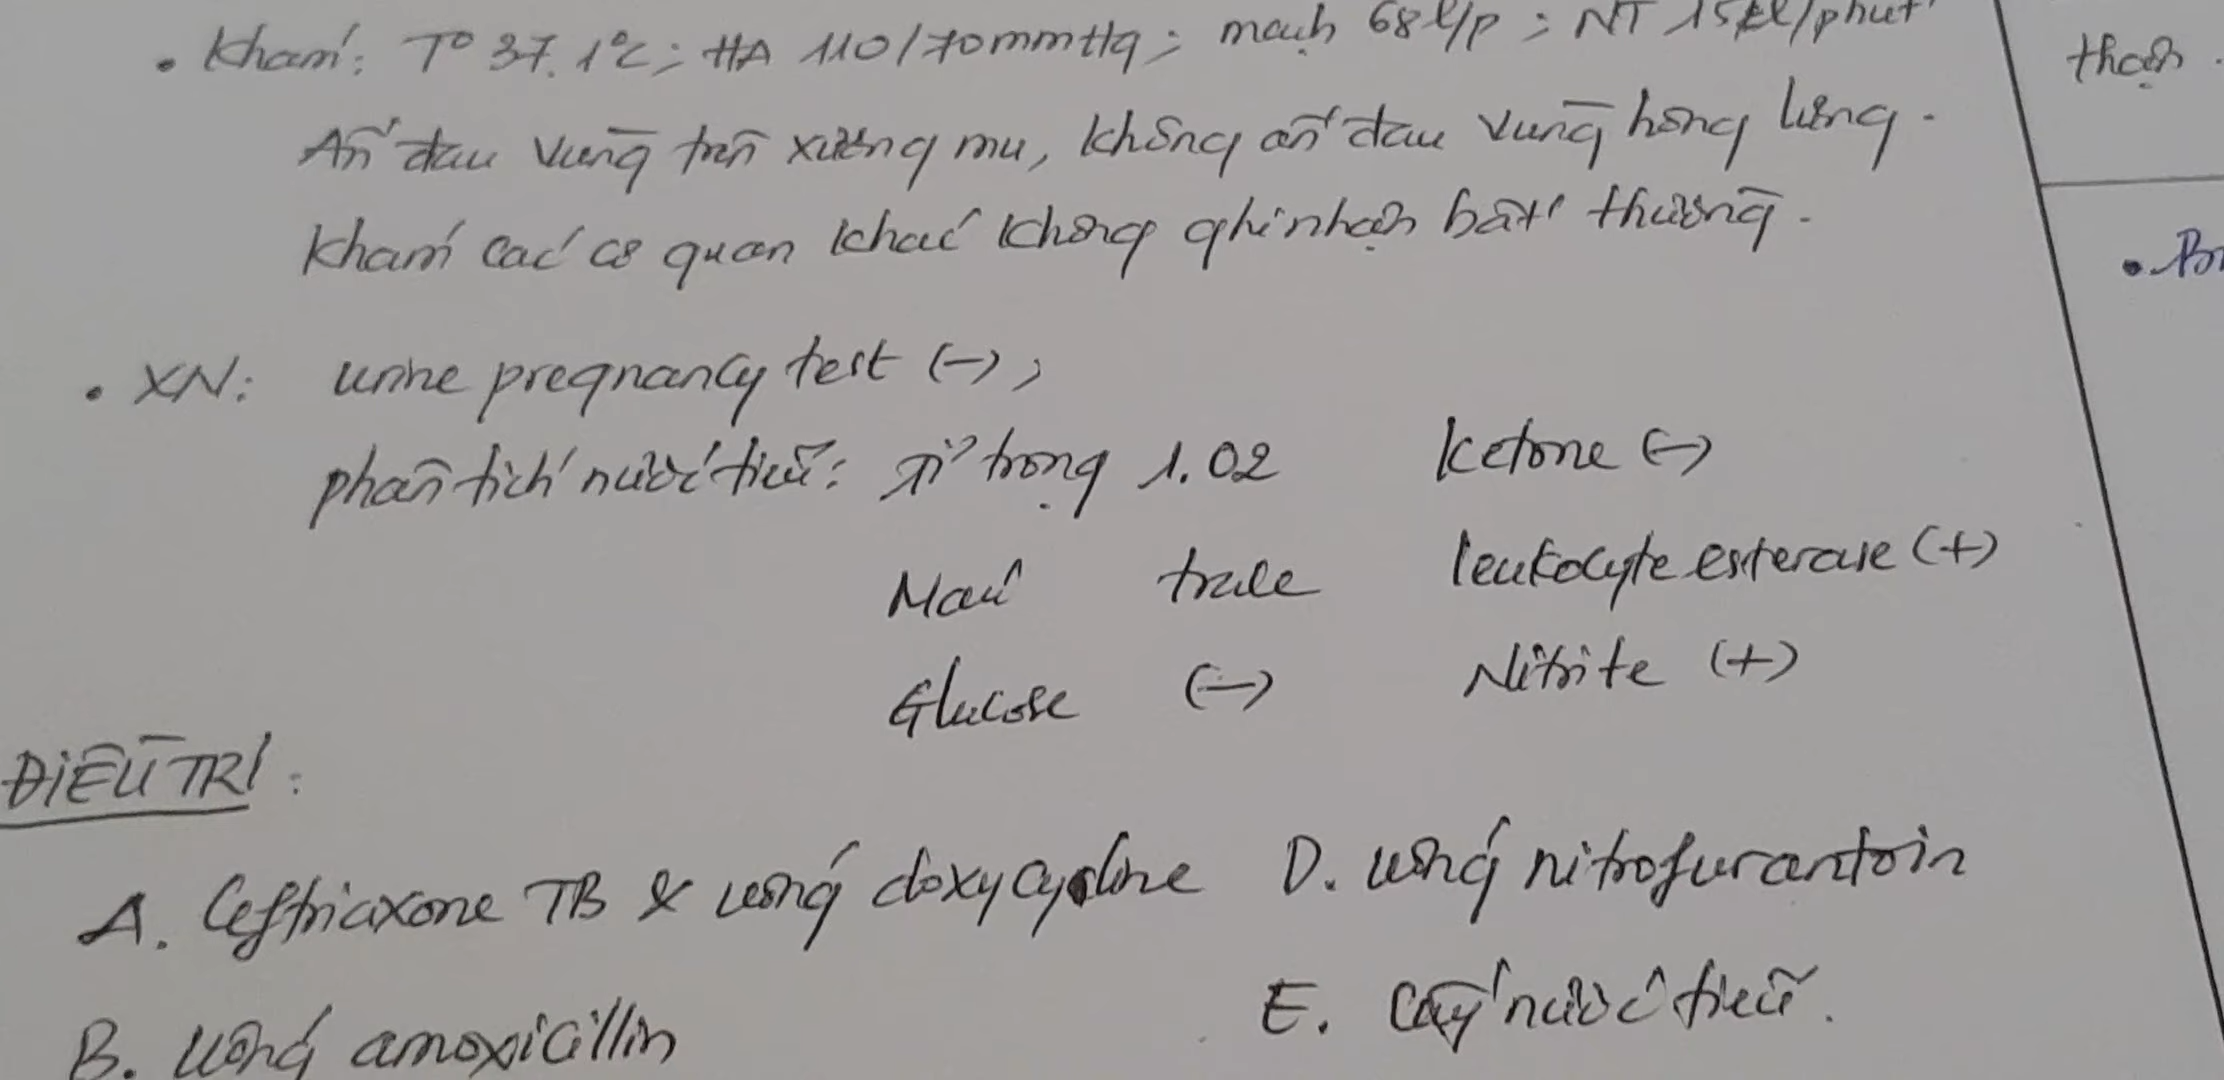 • Khám: T° 37.1°C; HA 110/70mmHg; mạch 68 l/p; NT 15 l/phút
Ấn đau vùng trên xương mu, không ấn đau vùng hông lưng.
Khám các cơ quan khác không ghi nhận bất thường.
• XN: urine pregnancy test (-);
phân tích nước tiểu: Tỉ trọng 1.02 Ketone (-)
Máu trace leukocyte esterase (+)
Glucose (-) Nitrite (+)
ĐIỀU TRỊ:
A. Ceftriaxone TB & uống doxycycline D. uống nitrofurantoin
B. uống amoxicillin E. Cấy nước tiểu.
thận.